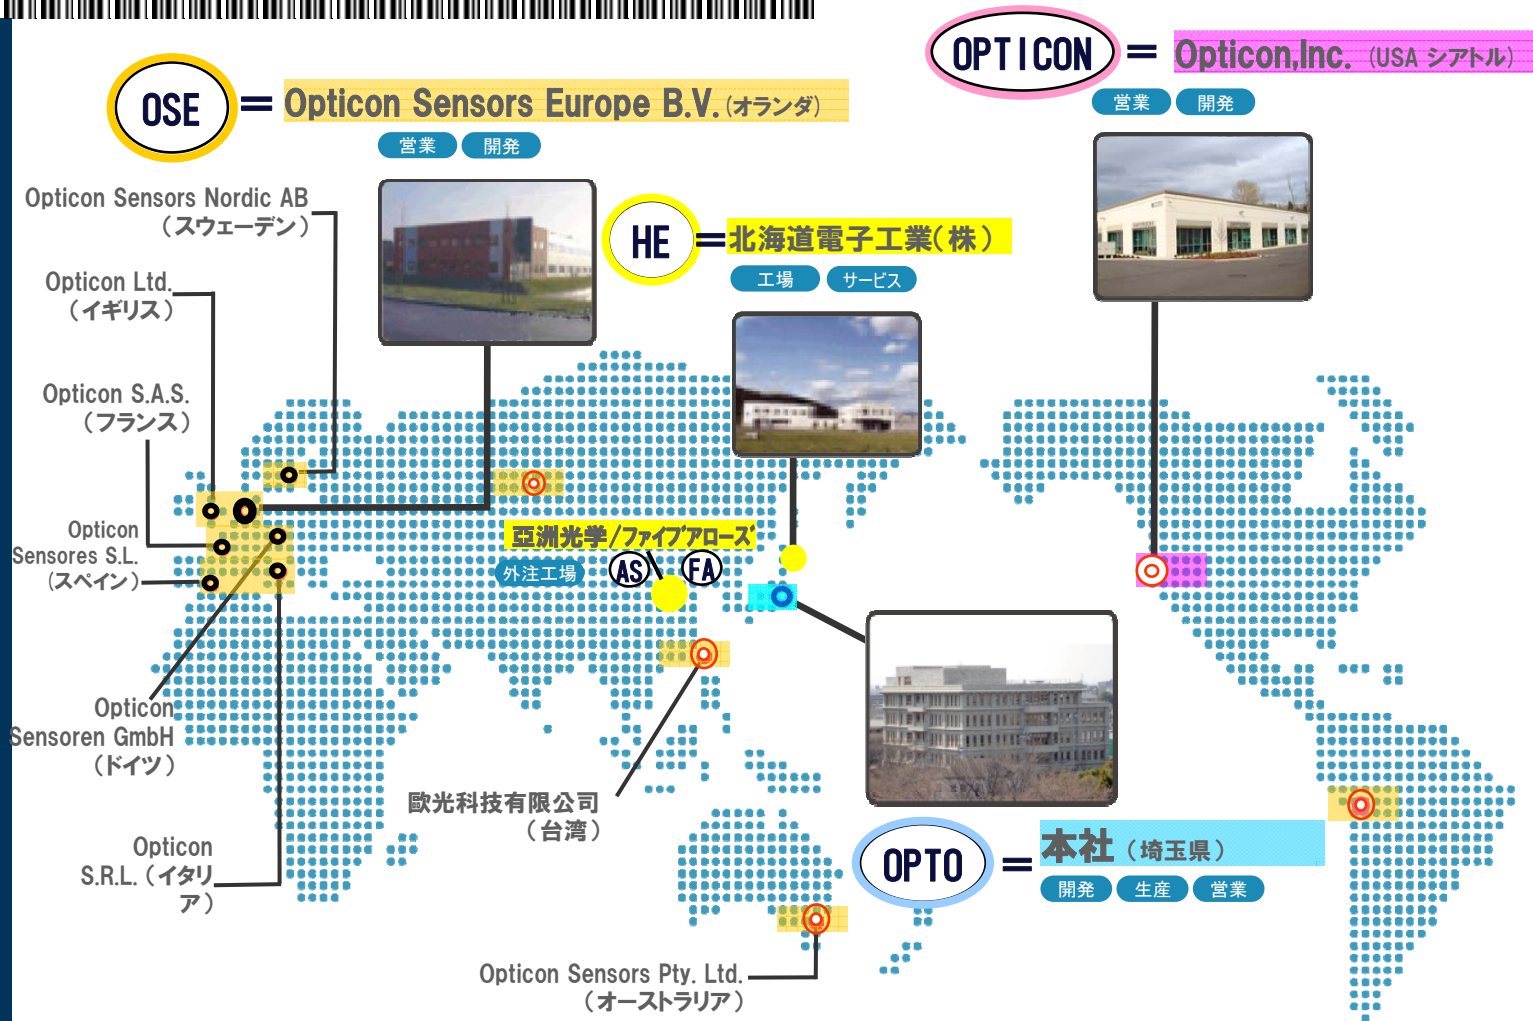 OPTICON = Opticon,Inc. (USA シアトル)
営業 開発
OSE = Opticon Sensors Europe B.V.(オランダ)
営業 開発
Opticon Sensors Nordic AB
（スウェーデン）
HE =北海道電子工業(株)
工場 サービス
Opticon Ltd.
（イギリス）
Opticon S.A.S.
（フランス）
Opticon
Sensores S.L.
(スペイン)
亞洲光学/ファイブアローズ
外注工場 AS FA
Opticon
Sensoren GmbH
（ドイツ）
歐光科技有限公司
（台湾）
Opticon
S.R.L.（イタリ
ア）
OPTO = 本社（埼玉県）
開発 生産 営業
Opticon Sensors Pty. Ltd.
（オーストラリア）